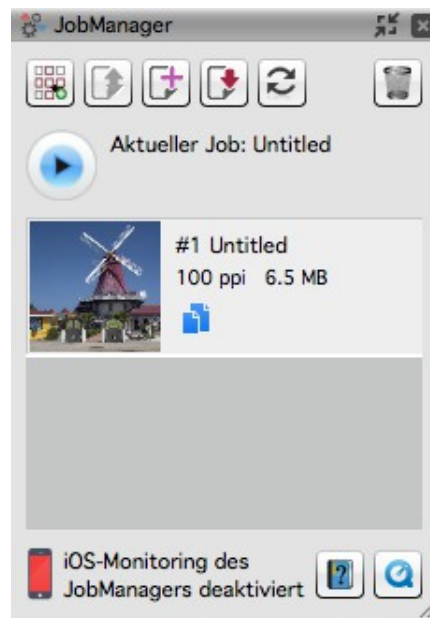 JobManager
Aktueller Job: Untitled
#1 Untitled
100 ppi 6.5 MB
iOS-Monitoring des
JobManagers deaktiviert
?